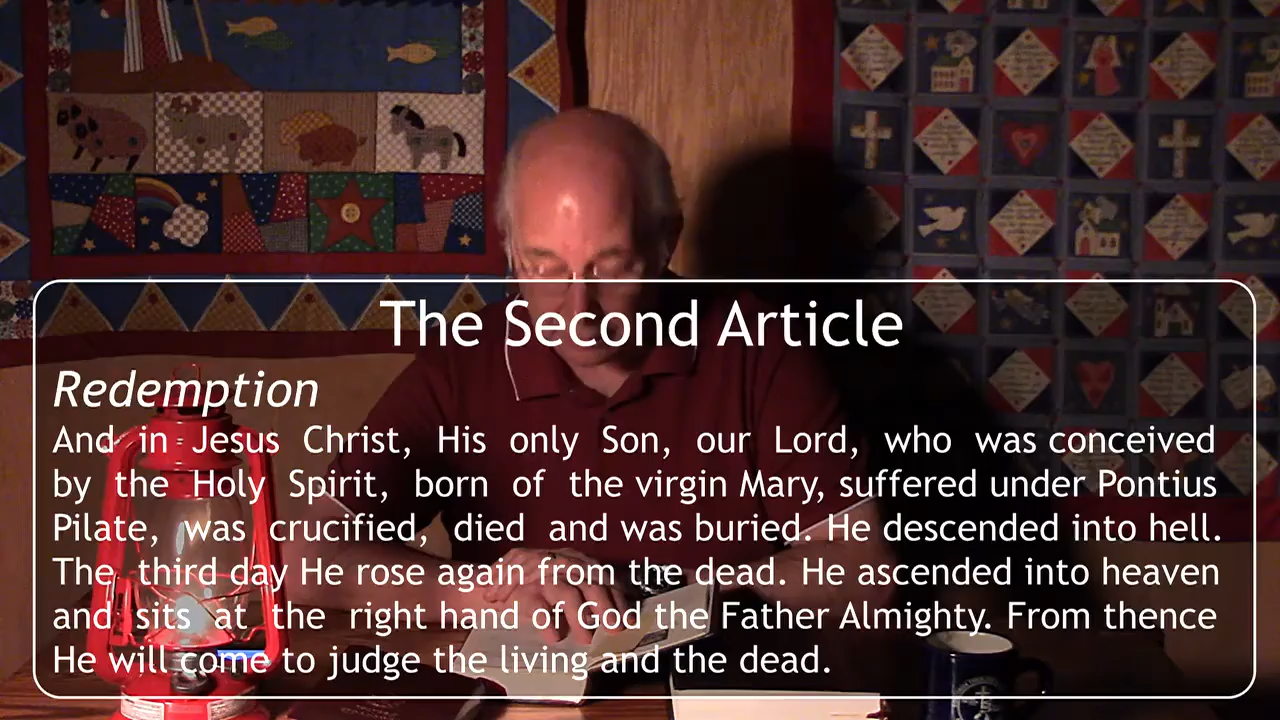 The Second Article
Redemption
And in Jesus Christ, His only Son, our Lord, who was conceived
by the Holy Spirit, born of the virgin Mary, suffered under Pontius
Pilate, was crucified, died and was buried. He descended into hell.
The third day He rose again from the dead. He ascended into heaven
and sits at the right hand of God the Father Almighty. From thence
He will come to judge the living and the dead.